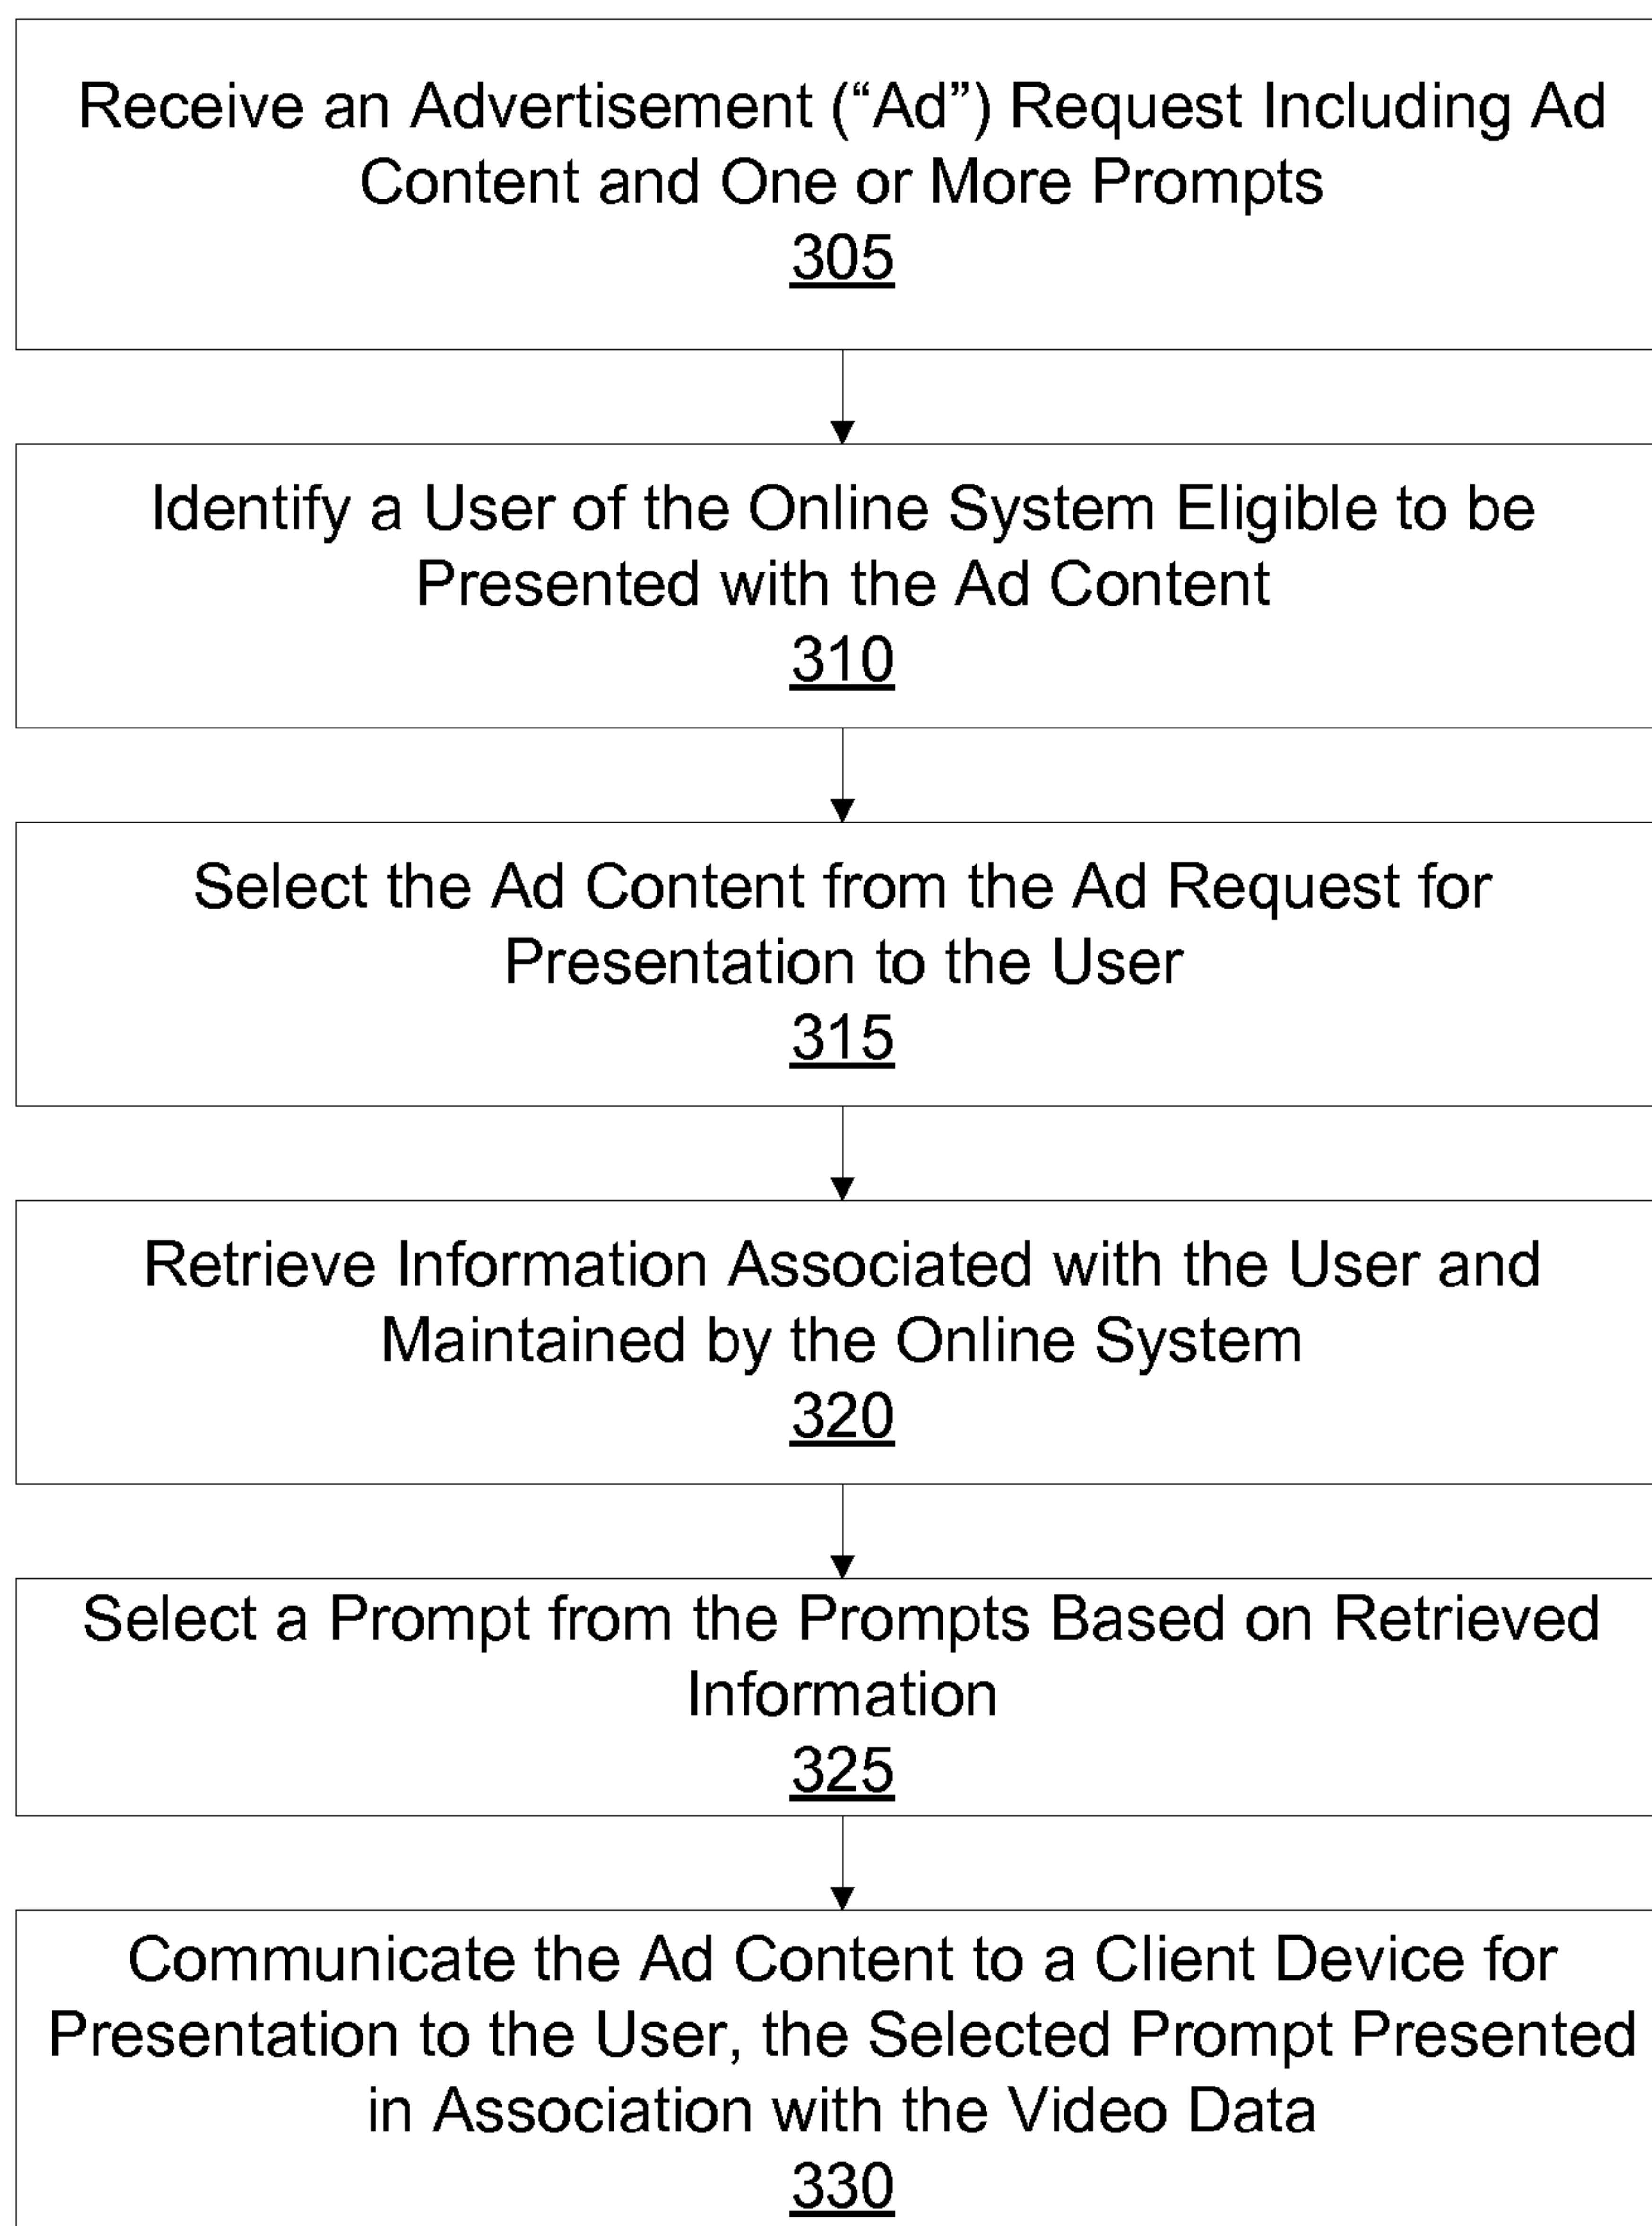 Receive an Advertisement (“Ad”) Request Including Ad
Content and One or More Prompts
305
Identify a User of the Online System Eligible to be
Presented with the Ad Content
310
Select the Ad Content from the Ad Request for
Presentation to the User
315
Retrieve Information Associated with the User and
Maintained by the Online System
320
Select a Prompt from the Prompts Based on Retrieved
Information
325
Communicate the Ad Content to a Client Device for
Presentation to the User, the Selected Prompt Presented
in Association with the Video Data
330